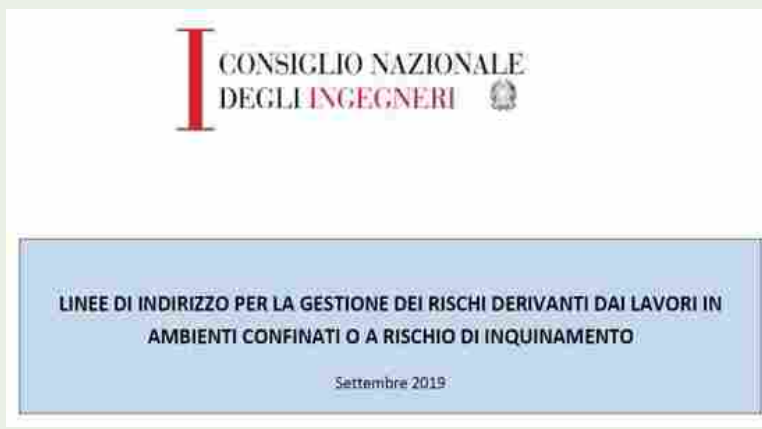 CONSIGLIO NAZIONALE
DEGLI INGEGNERI
LINEE DI INDIRIZZO PER LA GESTIONE DEI RISCHI DERIVANTI DAI LAVORI IN
AMBIENTI CONFINATI O A RISCHIO DI INQUINAMENTO
Settembre 2019